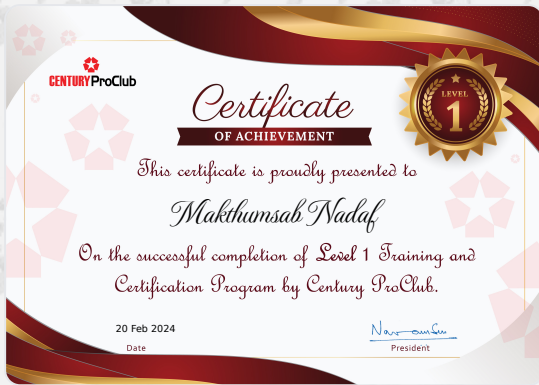 CENTURY ProClub
Certificate
OF ACHIEVEMENT
LEVEL
1
This certificate is proudly presented to
Makthumsab Nadaf
On the successful completion of Level 1 Training and
Certification Program by Century ProClub.
20 Feb 2024
Date
President